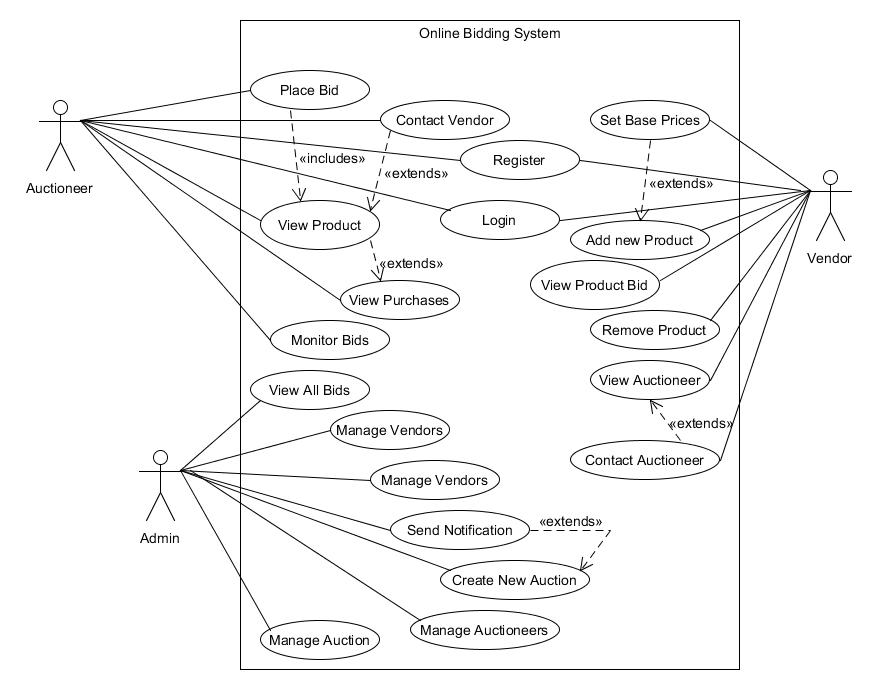 Online Bidding System
Place Bid
Contact Vendor
Set Base Prices
«includes»
Register
«extends»
«extends»
Auctioneer
View Product
Login
Add new Product
Vendor
«extends»
View Product Bid
View Purchases
Monitor Bids
Remove Product
View All Bids
View Auctioneer
Manage Vendors
«extends»
Contact Auctioneer
Manage Vendors
«extends»
Send Notification
Admin
Create New Auction
Manage Auctioneers
Manage Auction